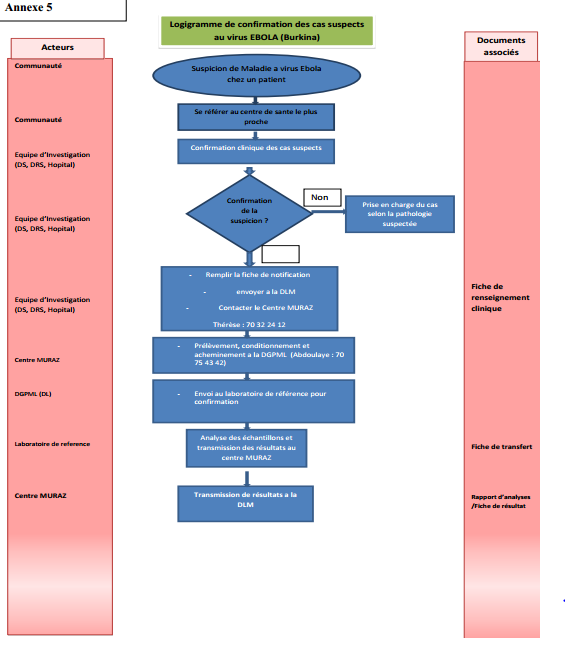 Annexe 5
Logigramme de confirmation des cas suspects
au virus EBOLA (Burkina)
Acteurs
Communauté
Communauté
Equipe d'Investigation
(DS, DRS, Hopital)
Equipe d'Investigation
(DS, DRS, Hopital)
Equipe d'Investigation
(DS, DRS, Hopital)
Centre MURAZ
DGPML (DL)
Laboratoire de reference
Centre MURAZ
Suspicion de Maladie a virus Ebola
chez un patient
Se référer au centre de sante le plus
proche
Confirmation clinique des cas suspects
Confirmation
de la
suspicion ?
Non
Prise en charge du cas
selon la pathologie
suspectée
- Remplir la fiche de notification
- envoyer a la DLM
- Contacter le Centre MURAZ
Thérèse : 70 32 24 12
- Prélèvement, conditionnement et
acheminement a la DGPML (Abdoulaye : 70
75 43 42)
- Envoi au laboratoire de référence pour
confirmation
Analyse des échantillons et
transmission des résultats au
centre MURAZ
Transmission de résultats a la
DLM
Documents
associés
Fiche de
renseignement
clinique
Fiche de transfert
Rapport d'analyses
/Fiche de résultat